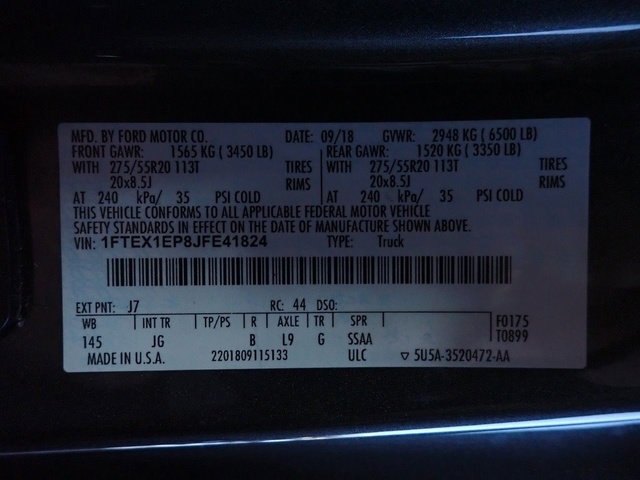 MFD. BY FORD MOTOR CO. DATE: 09/18 GVWR: 2948 KG ( 6500 LB)
FRONT GAWR: 1565 KG ( 3450 LB) REAR GAWR: 1520 KG ( 3350 LB)
WITH 275/55R20 113T TIRES WITH 275/55R20 113T TIRES
20x8.5J RIMS 20x8.5J RIMS
AT 240 kPa/ 35 PSI COLD AT 240 kPa/ 35 PSI COLD
THIS VEHICLE CONFORMS TO ALL APPLICABLE FEDERAL MOTOR VEHICLE
SAFETY STANDARDS IN EFFECT ON THE DATE OF MANUFACTURE SHOWN ABOVE.
VIN: 1FTEX1EP8JFE41824 TYPE: Truck
EXT PNT: J7 RC: 44 DSO:
WB INT TR TP/PS R AXLE TR SPR F0175
145 JG B L9 G SSAA T0899
MADE IN U.S.A. 2201809115133 ULC ▽ 5U5A-3520472-AA